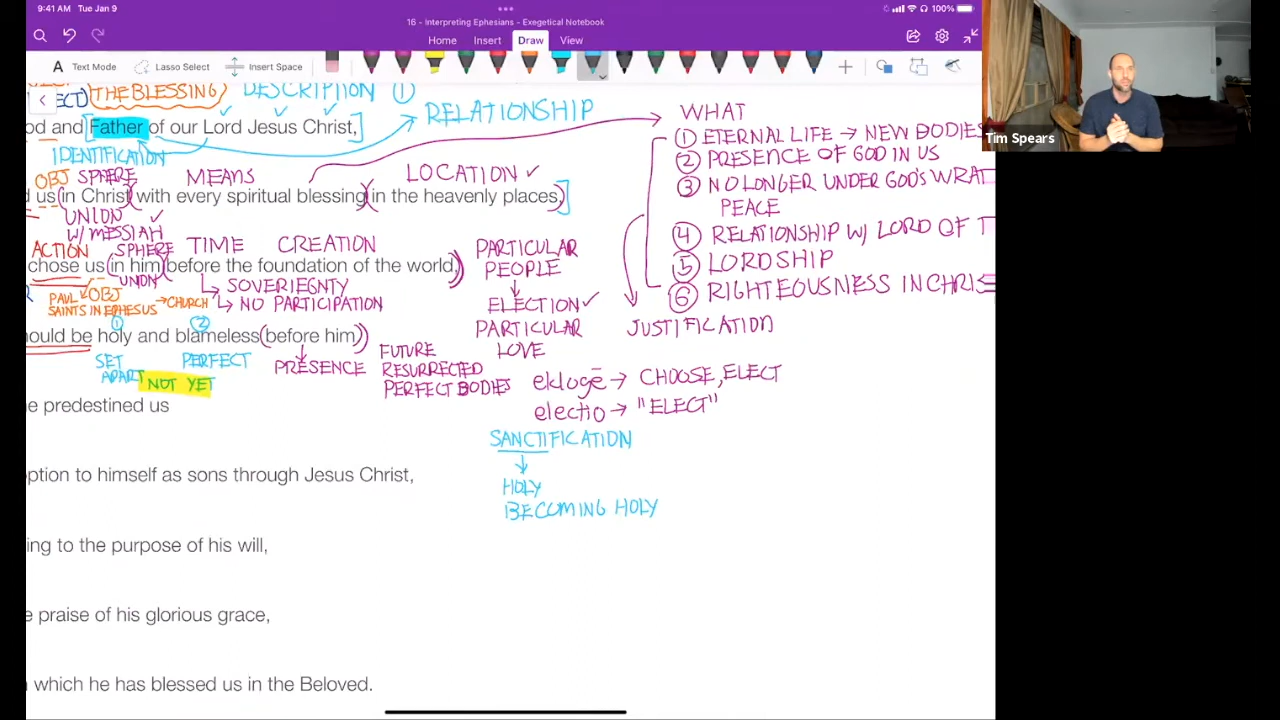 9:41 AM Tue Jan 9
100%
16 - Interpreting Ephesians - Exegetical Notebook
Home Insert Draw View
Text Mode Lasso Select Insert Space
THE BLESSING DESCRIPTION ①
and Father of our Lord Jesus Christ,] RELATIONSHIP
IDENTIFICATION
WHAT
① ETERNAL LIFE → NEW BODIES
② PRESENCE OF GOD IN US
③ NO LONGER UNDER GOD'S
PEACE
④ RELATIONSHIP W/ LORD OF
⑤ LORDSHIP
⑥ RIGHTEOUSNESS IN
JUSTIFICATION
Tim Spears
OBJ SPHERE MEANS LOCATION ✓
us (in Christ) (with every spiritual blessing) (in the heavenly places,)]
UNION ✓
W/ MESSIAH
ACTION SPHERE TIME CREATION
chose us (in him) (before the foundation of the world,)
OBJ UNION SOVERIEGNTY
PAUL
SAINTS IN EPHESUS → CHURCH NO PARTICIPATION
PARTICULAR
PEOPLE
ELECTION ✓
PARTICULAR
LOVE
① ②
be holy and blameless (before him))
SET
APART
PERFECT
NOT YET
PRESENCE
FUTURE
RESURRECTED
PERFECT BODIES
eklogē → CHOOSE, ELECT
electio → "ELECT"
predestined us
SANCTIFICATION
HOLY
BECOMING HOLY
to himself as sons through Jesus Christ,
to the purpose of his will,
praise of his glorious grace,
which he has blessed us in the Beloved.